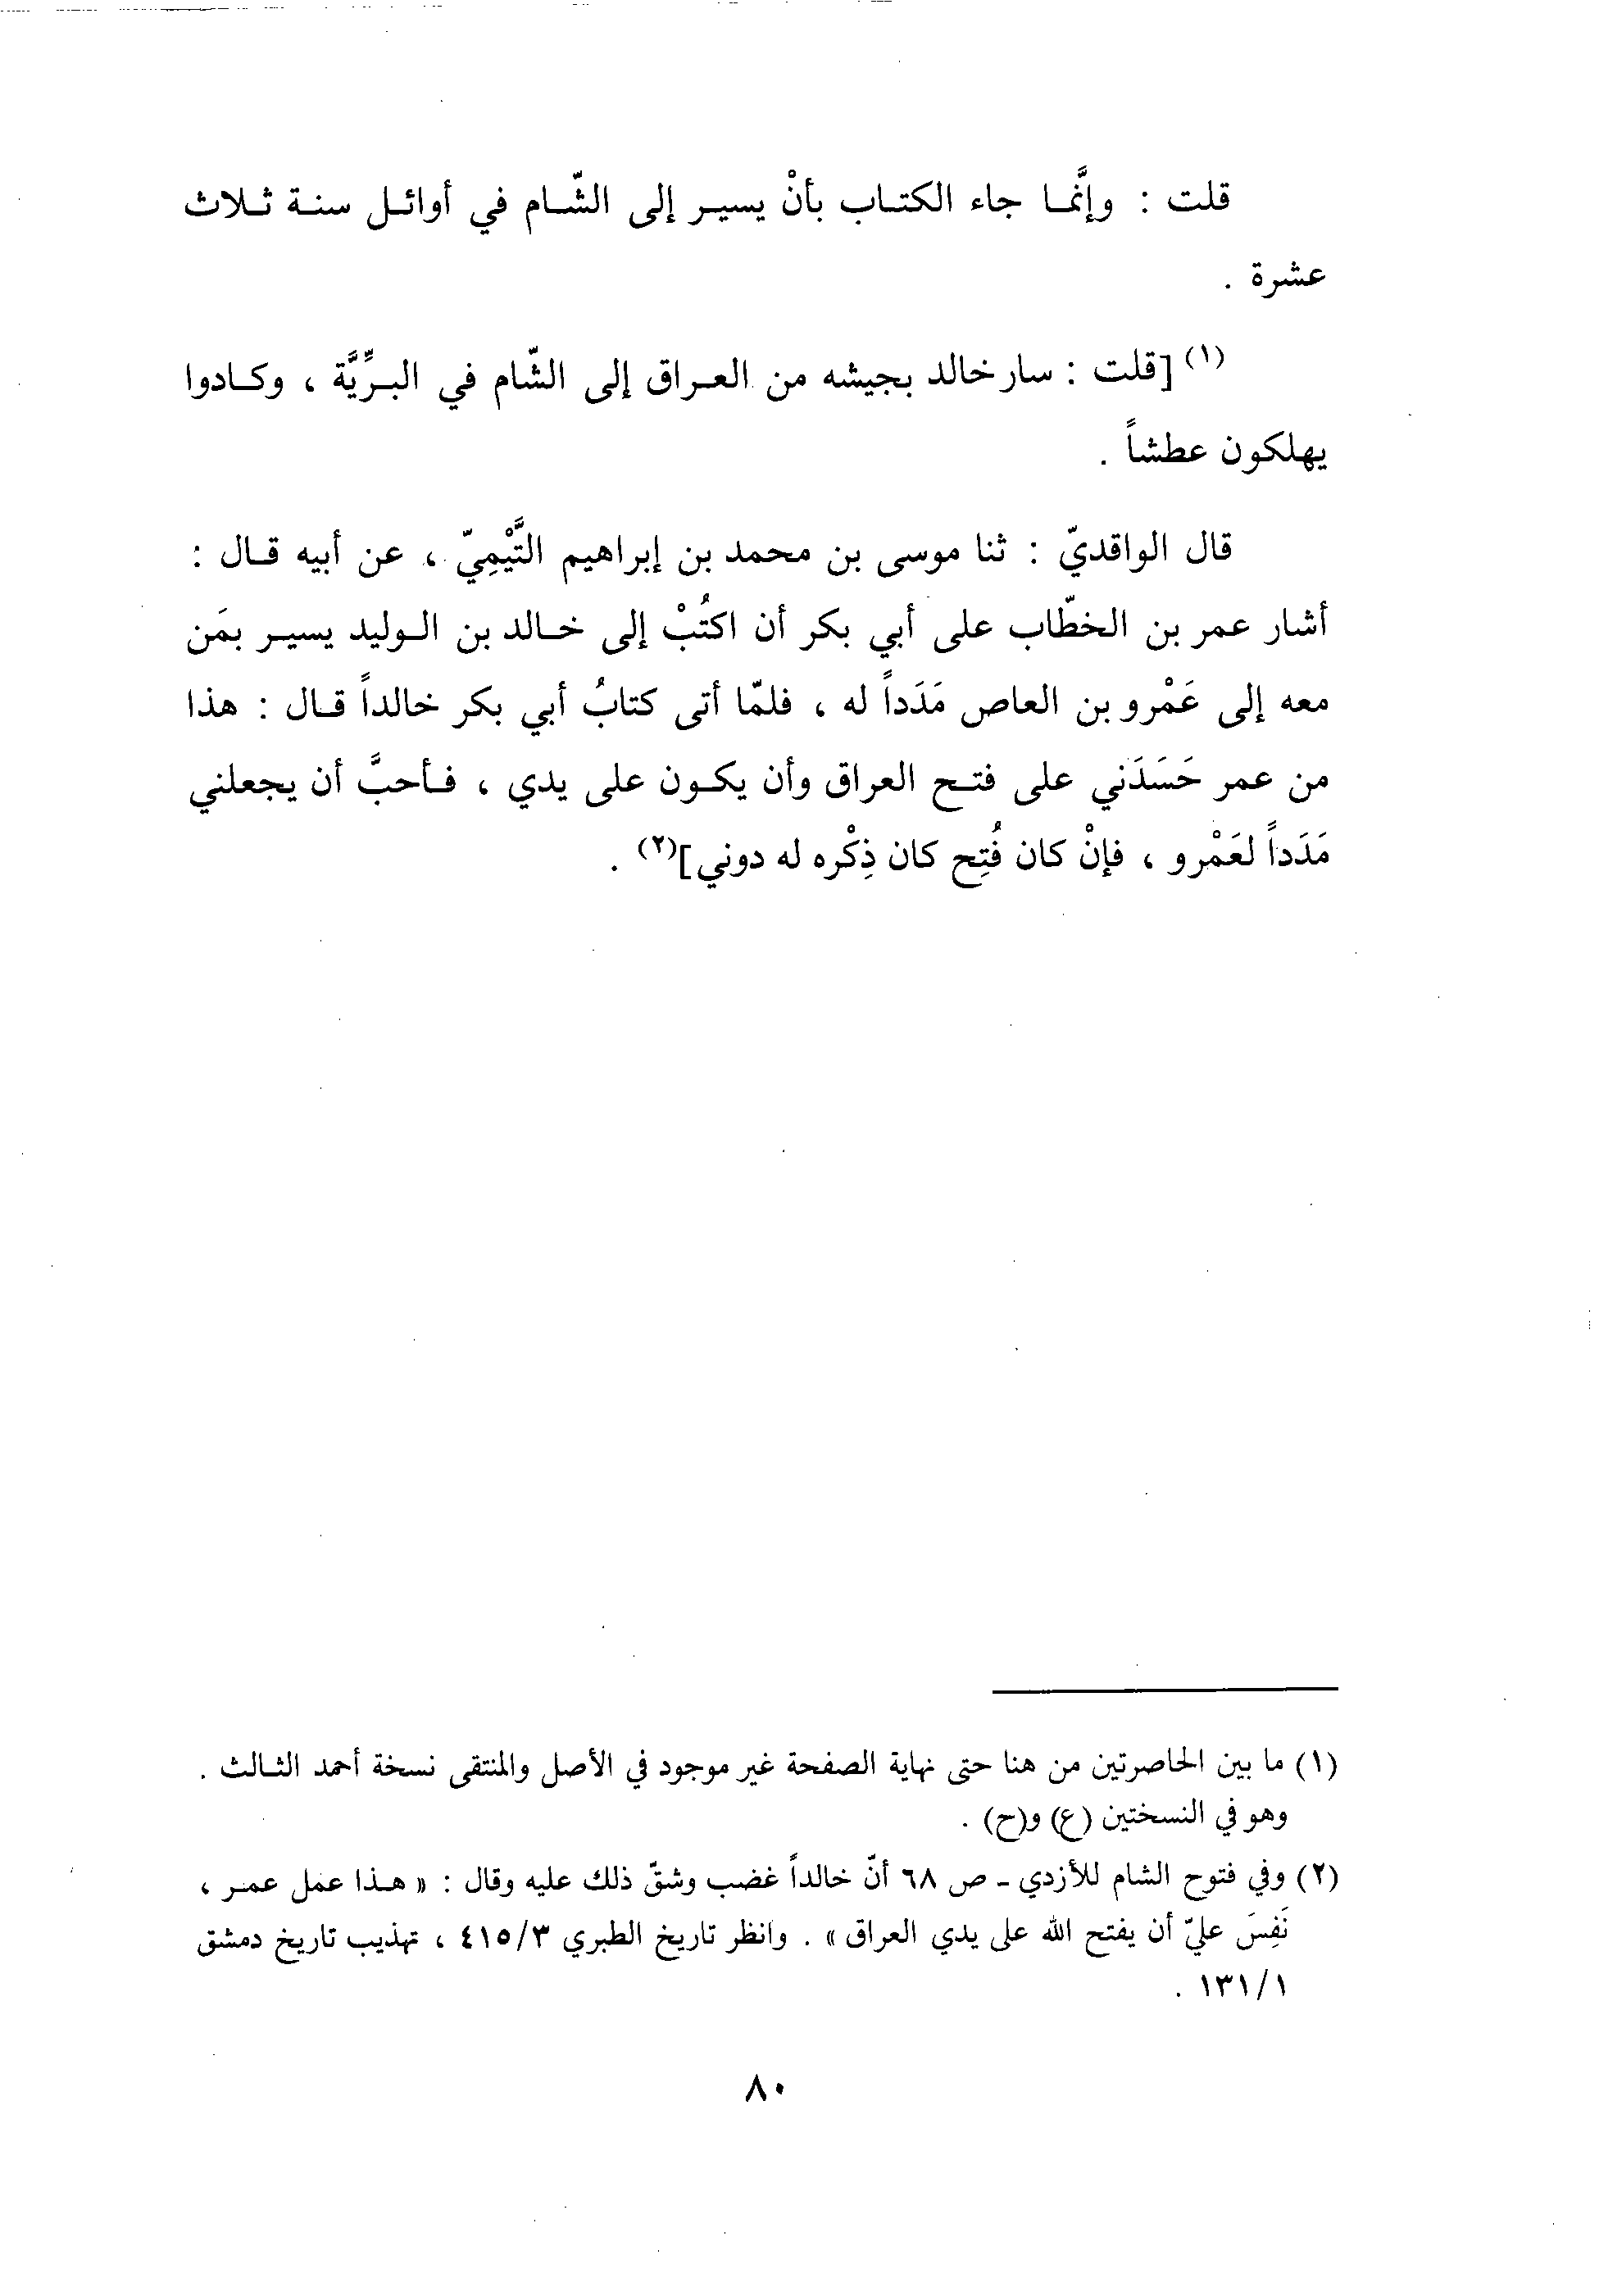 قلت : وإنَّما جاء الكتاب بأنْ يسير إلى الشّام في أوائل سنة ثلاث
عشرة .
(١) [قلت : سار خالد بجيشه من العراق إلى الشّام في البرِّيَّة ، وكادوا
يهلكون عطشاً .
قال الواقديّ : ثنا موسى بن محمد بن إبراهيم التَّيْمِيّ ، عن أبيه قال :
أشار عمر بن الخطّاب على أبي بكر أن اكتُبْ إلى خالد بن الوليد يسير بمَن
معه إلى عَمْرو بن العاص مَدَداً له ، فلمّا أتى كتابُ أبي بكر خالداً قال : هذا
من عمر حَسَدَني على فتح العراق وأن يكون على يدي ، فأحبَّ أن يجعلني
مَدَداً لعَمْرو ، فإنْ كان فُتِح كان ذِكْره له دوني](٢) .
(١) ما بين الحاصرتين من هنا حتى نهاية الصفحة غير موجود في الأصل والمنتقى نسخة أحمد الثالث .
وهو في النسختين (ع) و(ح) .
(٢) وفي فتوح الشام للأزدي - ص ٦٨ أنّ خالداً غضب وشقّ ذلك عليه وقال : « هذا عمل عمر ،
نَفِسَ عليّ أن يفتح الله على يدي العراق » . وانظر تاريخ الطبري ٤١٥/٣ ، تهذيب تاريخ دمشق
١٣١/١ .
٨٠